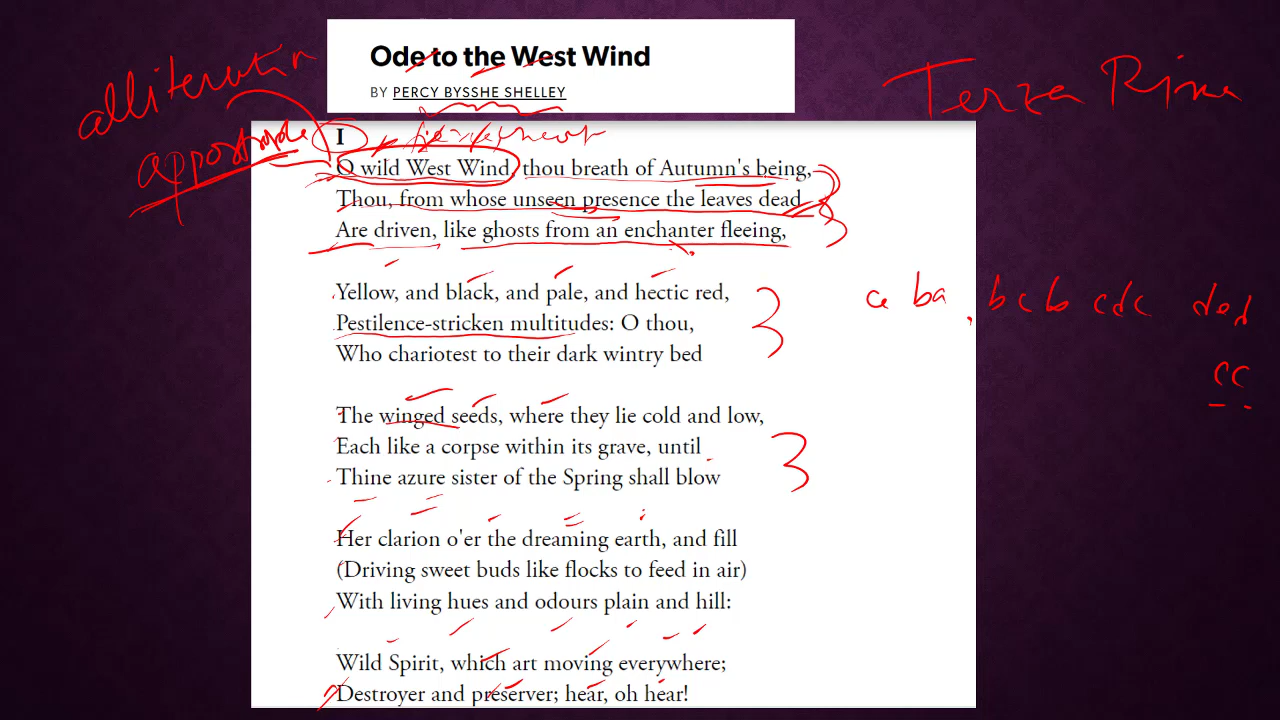 Ode to the West Wind
BY PERCY BYSSHE SHELLEY
alliteration
Terza Rima
I
O wild West Wind, thou breath of Autumn's being,
Thou, from whose unseen presence the leaves dead
Are driven, like ghosts from an enchanter fleeing,
Yellow, and black, and pale, and hectic red,
Pestilence-stricken multitudes: O thou,
Who chariotest to their dark wintry bed
3
a ba, bcb cdc ded
cc
The winged seeds, where they lie cold and low,
Each like a corpse within its grave, until
Thine azure sister of the Spring shall blow
3
Her clarion o'er the dreaming earth, and fill
(Driving sweet buds like flocks to feed in air)
With living hues and odours plain and hill:
Wild Spirit, which art moving everywhere;
Destroyer and preserver; hear, oh hear!